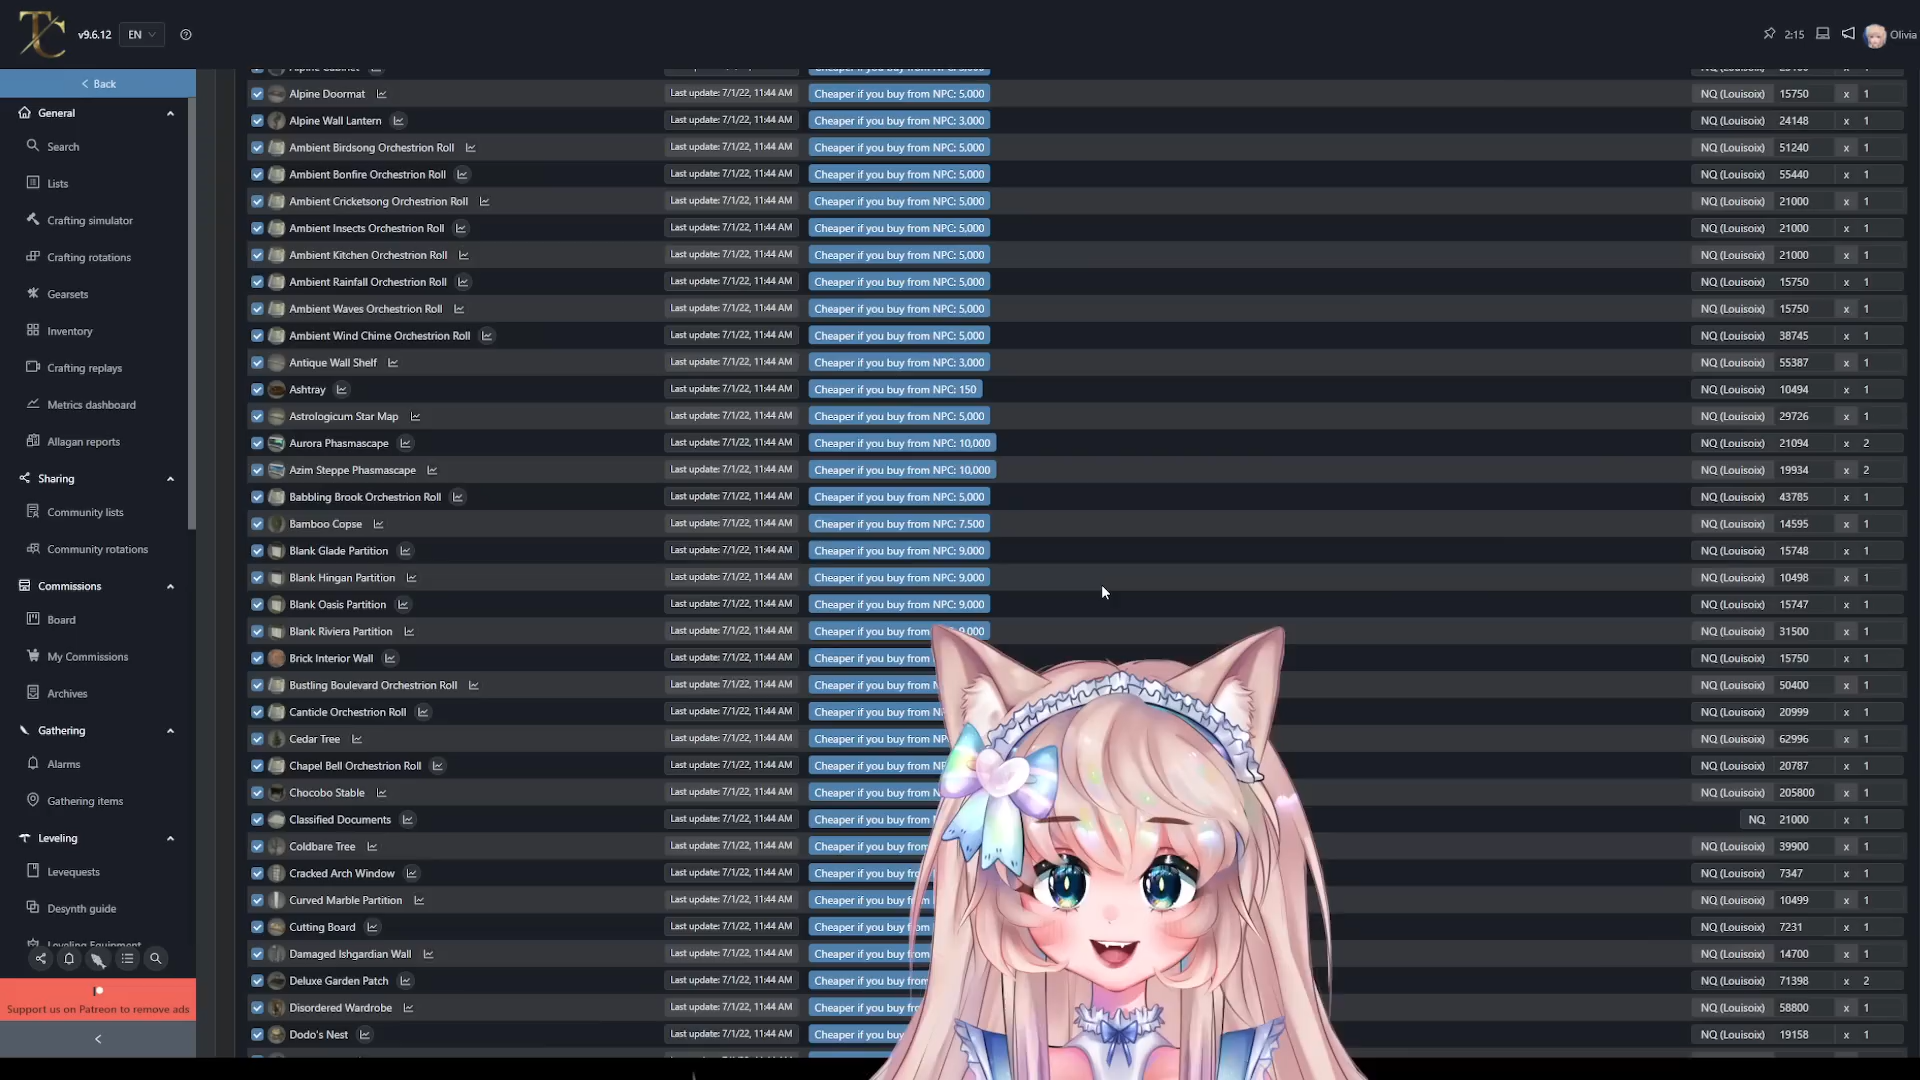 TC v9.6.12 EN 2:15 Olivia
Back
General
Search
Lists
Crafting simulator
Crafting rotations
Gearsets
Inventory
Crafting replays
Metrics dashboard
Allagan reports
Sharing
Community lists
Community rotations
Commissions
Board
My Commissions
Archives
Gathering
Alarms
Gathering items
Leveling
Levequests
Desynth guide
Leveling Equipment
Support us on Patreon to remove ads
Alpine Doormat Last update: 7/1/22, 11:44 AM Cheaper if you buy from NPC: 5,000 NQ (Louisoix) 15750 x 1
Alpine Wall Lantern Last update: 7/1/22, 11:44 AM Cheaper if you buy from NPC: 3,000 NQ (Louisoix) 24148 x 1
Ambient Birdsong Orchestrion Roll Last update: 7/1/22, 11:44 AM Cheaper if you buy from NPC: 5,000 NQ (Louisoix) 51240 x 1
Ambient Bonfire Orchestrion Roll Last update: 7/1/22, 11:44 AM Cheaper if you buy from NPC: 5,000 NQ (Louisoix) 55440 x 1
Ambient Cricketsong Orchestrion Roll Last update: 7/1/22, 11:44 AM Cheaper if you buy from NPC: 5,000 NQ (Louisoix) 21000 x 1
Ambient Insects Orchestrion Roll Last update: 7/1/22, 11:44 AM Cheaper if you buy from NPC: 5,000 NQ (Louisoix) 21000 x 1
Ambient Kitchen Orchestrion Roll Last update: 7/1/22, 11:44 AM Cheaper if you buy from NPC: 5,000 NQ (Louisoix) 21000 x 1
Ambient Rainfall Orchestrion Roll Last update: 7/1/22, 11:44 AM Cheaper if you buy from NPC: 5,000 NQ (Louisoix) 15750 x 1
Ambient Waves Orchestrion Roll Last update: 7/1/22, 11:44 AM Cheaper if you buy from NPC: 5,000 NQ (Louisoix) 15750 x 1
Ambient Wind Chime Orchestrion Roll Last update: 7/1/22, 11:44 AM Cheaper if you buy from NPC: 5,000 NQ (Louisoix) 38745 x 1
Antique Wall Shelf Last update: 7/1/22, 11:44 AM Cheaper if you buy from NPC: 3,000 NQ (Louisoix) 55387 x 1
Ashtray Last update: 7/1/22, 11:44 AM Cheaper if you buy from NPC: 150 NQ (Louisoix) 10494 x 1
Astrologicum Star Map Last update: 7/1/22, 11:44 AM Cheaper if you buy from NPC: 5,000 NQ (Louisoix) 29726 x 1
Aurora Phasmascape Last update: 7/1/22, 11:44 AM Cheaper if you buy from NPC: 10,000 NQ (Louisoix) 21094 x 2
Azim Steppe Phasmascape Last update: 7/1/22, 11:44 AM Cheaper if you buy from NPC: 10,000 NQ (Louisoix) 19934 x 2
Babbling Brook Orchestrion Roll Last update: 7/1/22, 11:44 AM Cheaper if you buy from NPC: 5,000 NQ (Louisoix) 43785 x 1
Bamboo Copse Last update: 7/1/22, 11:44 AM Cheaper if you buy from NPC: 7,500 NQ (Louisoix) 14595 x 1
Blank Glade Partition Last update: 7/1/22, 11:44 AM Cheaper if you buy from NPC: 9,000 NQ (Louisoix) 15748 x 1
Blank Hingan Partition Last update: 7/1/22, 11:44 AM Cheaper if you buy from NPC: 9,000 NQ (Louisoix) 10498 x 1
Blank Oasis Partition Last update: 7/1/22, 11:44 AM Cheaper if you buy from NPC: 9,000 NQ (Louisoix) 15747 x 1
Blank Riviera Partition Last update: 7/1/22, 11:44 AM Cheaper if you buy from 9,000 NQ (Louisoix) 31500 x 1
Brick Interior Wall Last update: 7/1/22, 11:44 AM Cheaper if you buy from NQ (Louisoix) 15750 x 1
Bustling Boulevard Orchestrion Roll Last update: 7/1/22, 11:44 AM Cheaper if you buy from NQ (Louisoix) 50400 x 1
Canticle Orchestrion Roll Last update: 7/1/22, 11:44 AM Cheaper if you buy from NQ (Louisoix) 20999 x 1
Cedar Tree Last update: 7/1/22, 11:44 AM Cheaper if you buy from NQ (Louisoix) 62996 x 1
Chapel Bell Orchestrion Roll Last update: 7/1/22, 11:44 AM Cheaper if you buy from NQ (Louisoix) 20787 x 1
Chocobo Stable Last update: 7/1/22, 11:44 AM Cheaper if you buy from NQ (Louisoix) 205800 x 1
Classified Documents Last update: 7/1/22, 11:44 AM Cheaper if you buy from NQ 21000 x 1
Coldbare Tree Last update: 7/1/22, 11:44 AM Cheaper if you buy from NQ (Louisoix) 39900 x 1
Cracked Arch Window Last update: 7/1/22, 11:44 AM Cheaper if you buy from NQ (Louisoix) 7347 x 1
Curved Marble Partition Last update: 7/1/22, 11:44 AM Cheaper if you buy NQ (Louisoix) 10499 x 1
Cutting Board Last update: 7/1/22, 11:44 AM Cheaper if you buy NQ (Louisoix) 7231 x 1
Damaged Ishgardian Wall Last update: 7/1/22, 11:44 AM Cheaper if you buy NQ (Louisoix) 14700 x 1
Deluxe Garden Patch Last update: 7/1/22, 11:44 AM Cheaper if you buy NQ (Louisoix) 71398 x 2
Disordered Wardrobe Last update: 7/1/22, 11:44 AM Cheaper if you buy NQ (Louisoix) 58800 x 1
Dodo's Nest Last update: 7/1/22, 11:44 AM Cheaper if you buy NQ (Louisoix) 19158 x 1